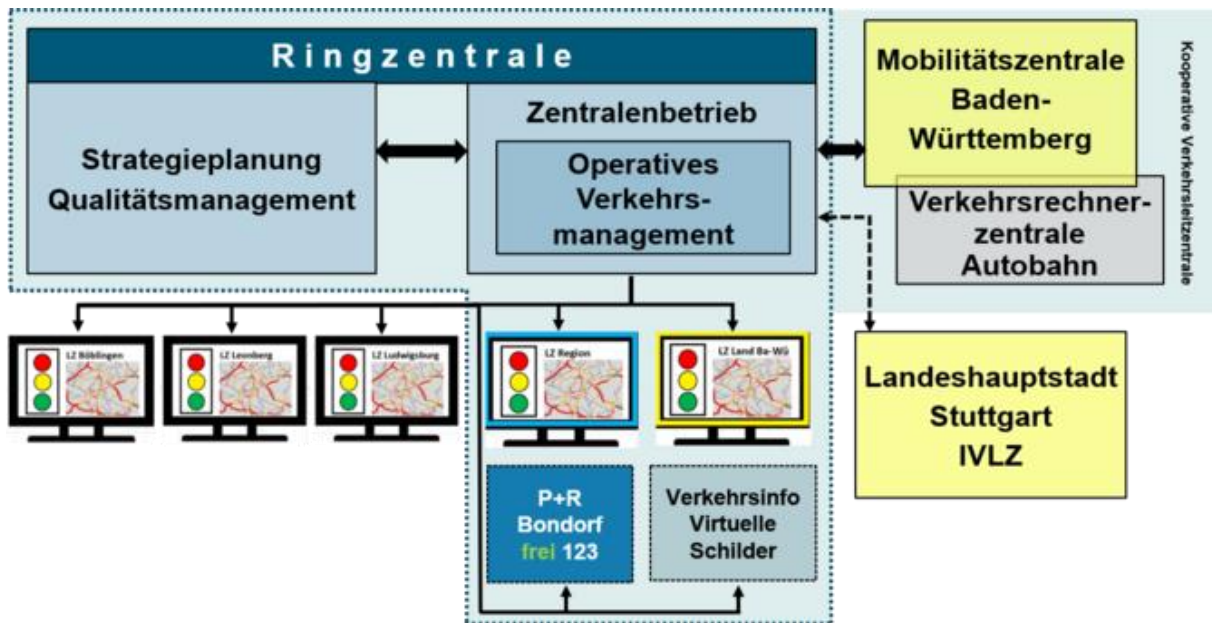 Ringzentrale
Strategieplanung
Qualitätsmanagement
Zentralenbetrieb
Operatives
Verkehrs-
management
Mobilitätszentrale
Baden-
Württemberg
Verkehrsrechner-
zentrale
Autobahn
Kooperative Verkehrsleitzentrale
LZ Böblingen
LZ Leonberg
LZ Ludwigsburg
LZ Region
LZ Land Ba-Wü
Landeshauptstadt
Stuttgart
IVLZ
P+R
Bondorf
frei 123
Verkehrsinfo
Virtuelle
Schilder